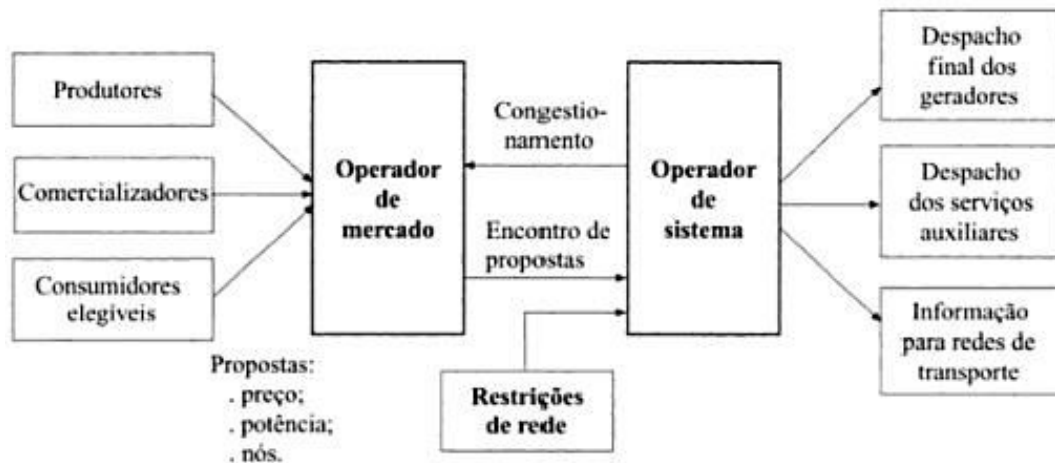 Produtores
Comercializadores
Consumidores
elegíveis
Propostas:
. preço;
. potência;
. nós.
Operador
de
mercado
Congestio-
namento
Encontro de
propostas
Restrições
de rede
Operador
de
sistema
Despacho
final dos
geradores
Despacho
dos serviços
auxiliares
Informação
para redes de
transporte